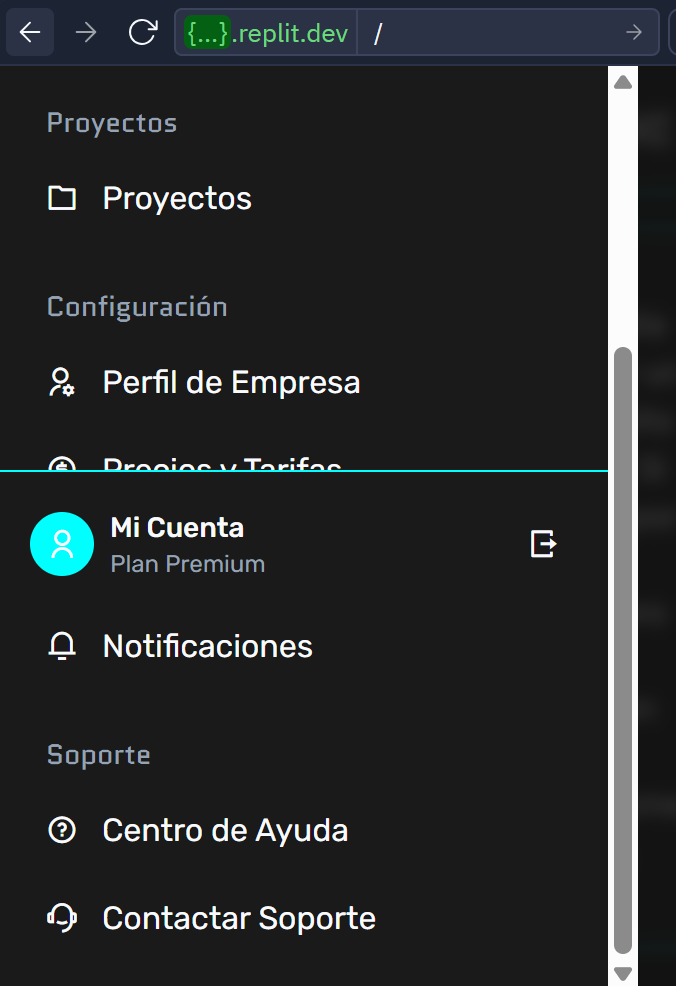 {...}.replit.dev /
Proyectos
Proyectos
Configuración
Perfil de Empresa
Precios y Tarifas
Mi Cuenta
Plan Premium
Notificaciones
Soporte
Centro de Ayuda
Contactar Soporte